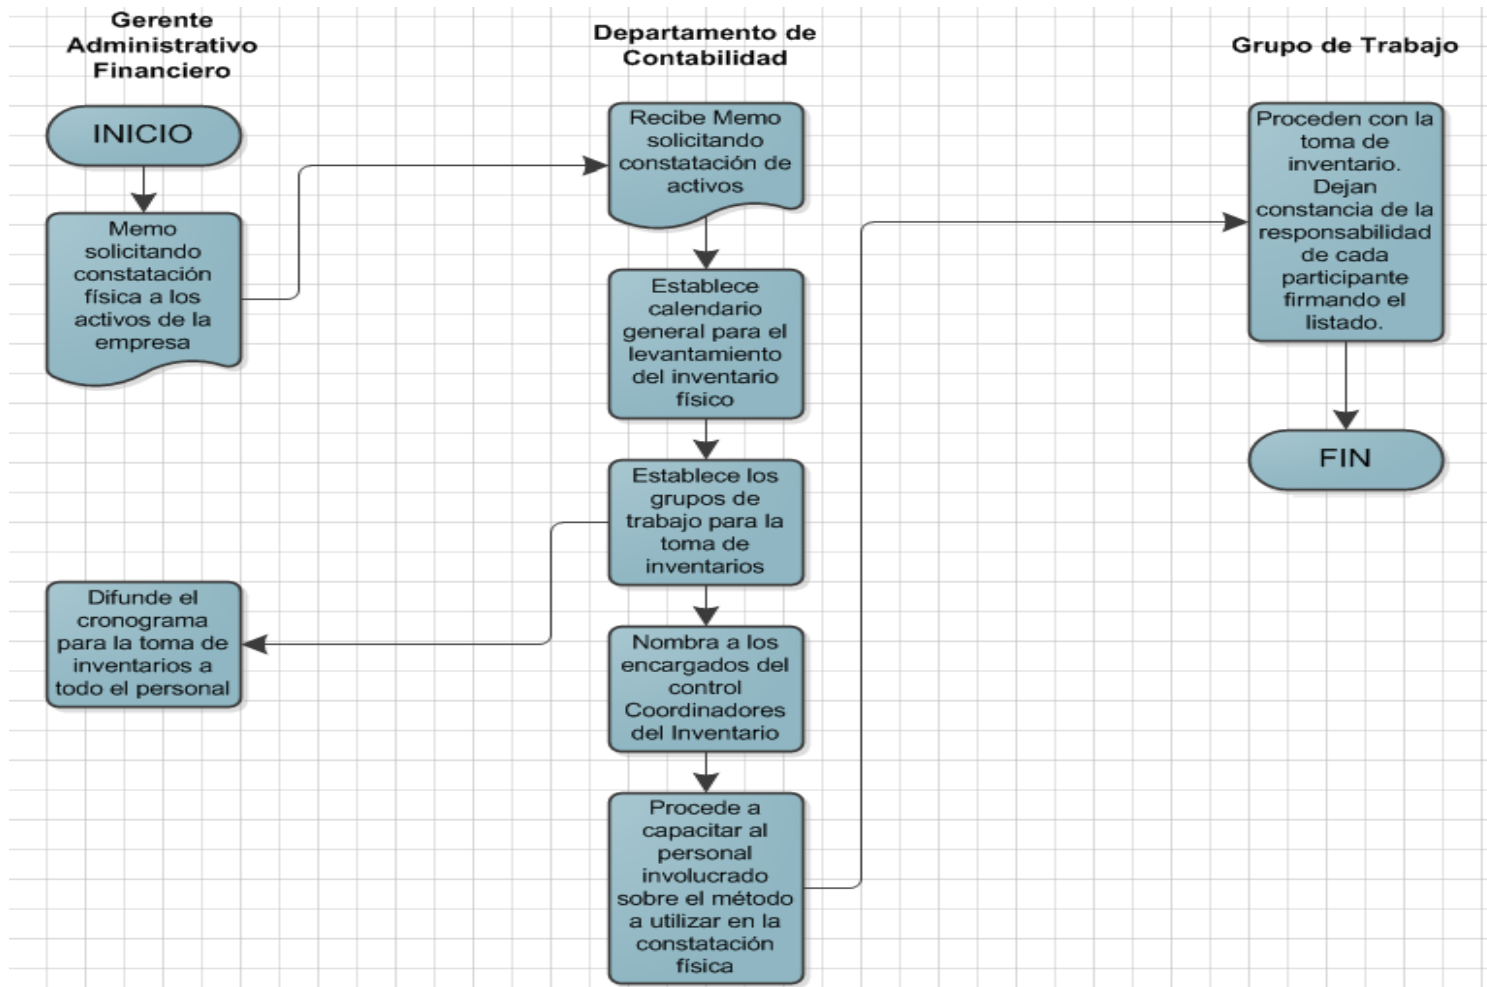 Gerente
Administrativo
Financiero
INICIO
Memo
solicitando
constatación
física a los
activos de la
empresa
Difunde el
cronograma
para la toma de
inventarios a
todo el personal
Departamento de
Contabilidad
Recibe Memo
solicitando
constatación de
activos
Establece
calendario
general para el
levantamiento
del inventario
físico
Establece los
grupos de
trabajo para la
toma de
inventarios
Nombra a los
encargados del
control
Coordinadores
del Inventario
Procede a
capacitar al
personal
involucrado
sobre el método
a utilizar en la
constatación
física
Grupo de Trabajo
Proceden con la
toma de
inventario.
Dejan
constancia de la
responsabilidad
de cada
participante
firmando el
listado.
FIN